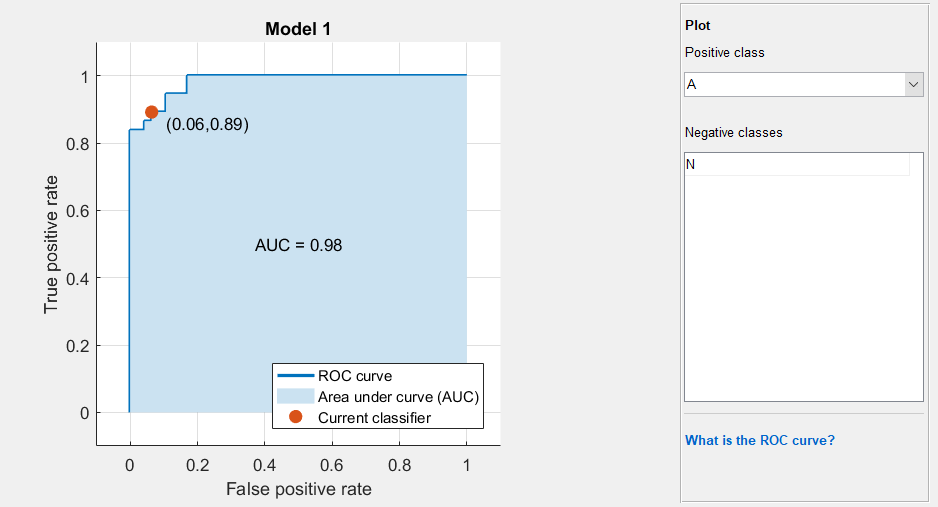 Model 1
1
0.8
0.6
0.4
0.2
0
True positive rate
(0.06,0.89)
AUC = 0.98
ROC curve
Area under curve (AUC)
Current classifier
0 0.2 0.4 0.6 0.8 1
False positive rate
Plot
Positive class
A
Negative classes
N
What is the ROC curve?